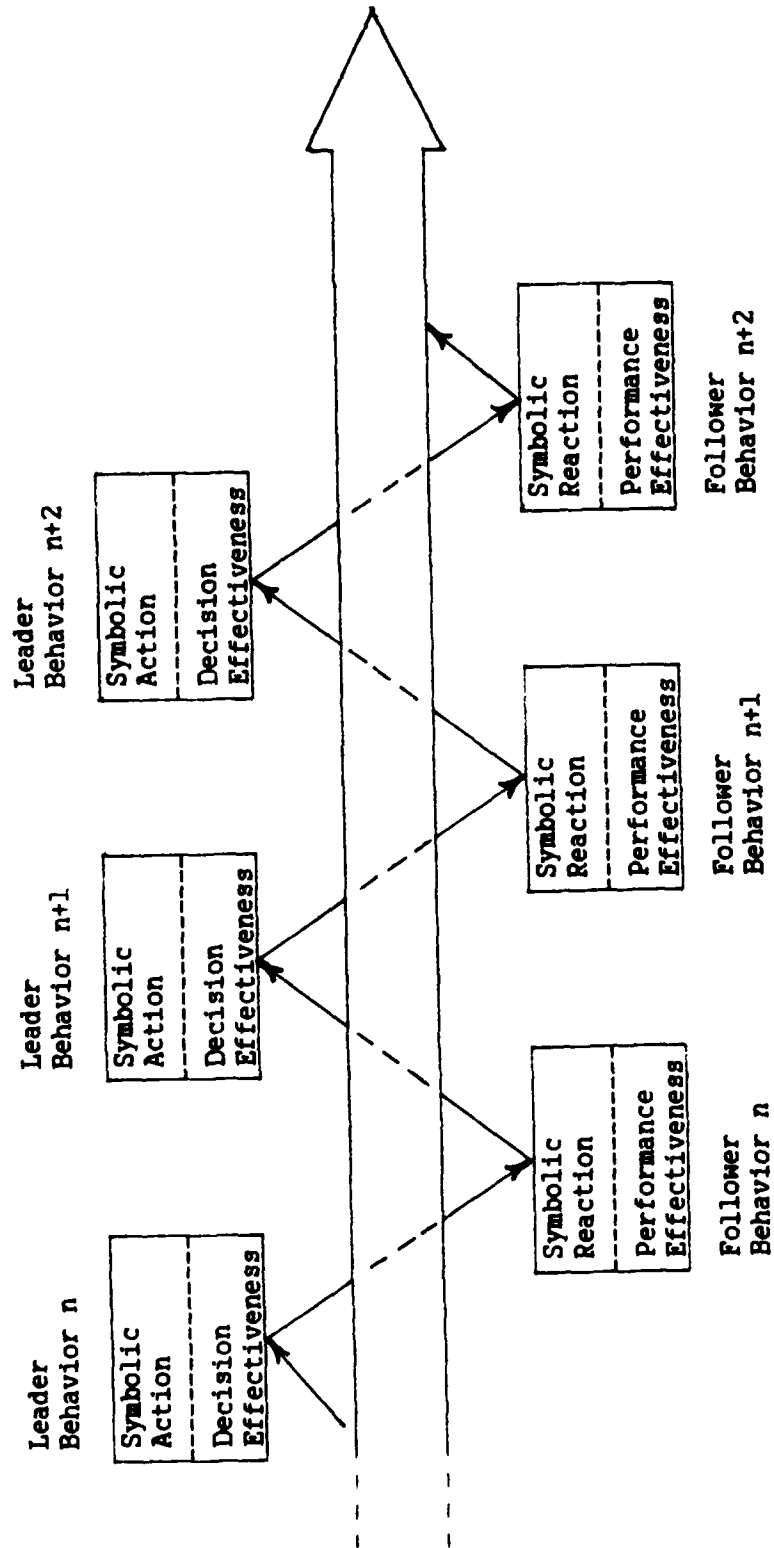 Leader
Behavior n
Symbolic
Action
Decision
Effectiveness
Leader
Behavior n+1
Symbolic
Action
Decision
Effectiveness
Leader
Behavior n+2
Symbolic
Action
Decision
Effectiveness
Symbolic
Reaction
Performance
Effectiveness
Follower
Behavior n
Symbolic
Reaction
Performance
Effectiveness
Follower
Behavior n+1
Symbolic
Reaction
Performance
Effectiveness
Follower
Behavior n+2